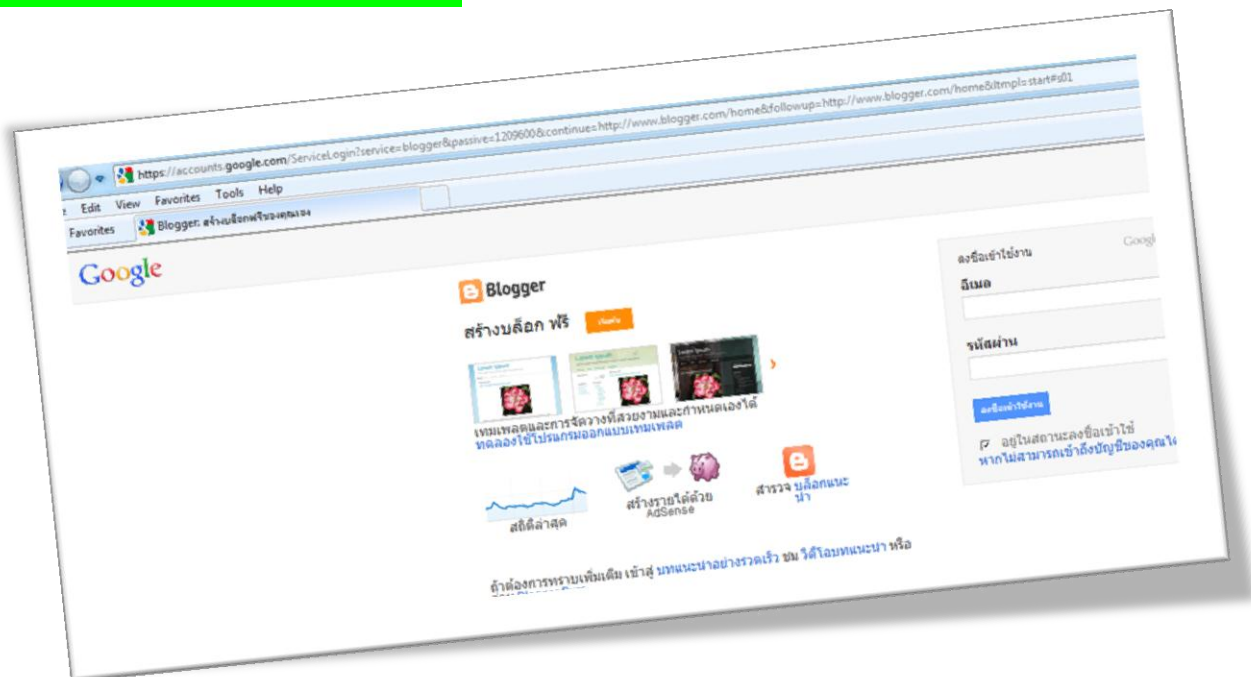 https://accounts.google.com/ServiceLogin?service=blogger&passive=1209600&continue=http://www.blogger.com/home&followup=http://www.blogger.com/home&ltmpl=start#s01
Edit View Favorites Tools Help
Favorites Blogger: สร้างบล็อกฟรีของคุณเอง
Google
Blogger
สร้างบล็อก ฟรี
เทมเพลตและการจัดวางที่สวยงามและกำหนดเองได้
ทดลองใช้โปรแกรมออกแบบเทมเพลต
สถิติล่าสุด
สร้างรายได้ด้วย
AdSense
สำรวจ บล็อกแนะ
นำ
ถ้าต้องการทราบเพิ่มเติม เข้าสู่ บทแนะนำอย่างรวดเร็ว ชม วิดีโอบทแนะนำ หรือ
ลงชื่อเข้าใช้งาน
อีเมล
รหัสผ่าน
ลงชื่อเข้าใช้งาน
อยู่ในสถานะลงชื่อเข้าใช้
หากไม่สามารถเข้าถึงบัญชีของคุณได้